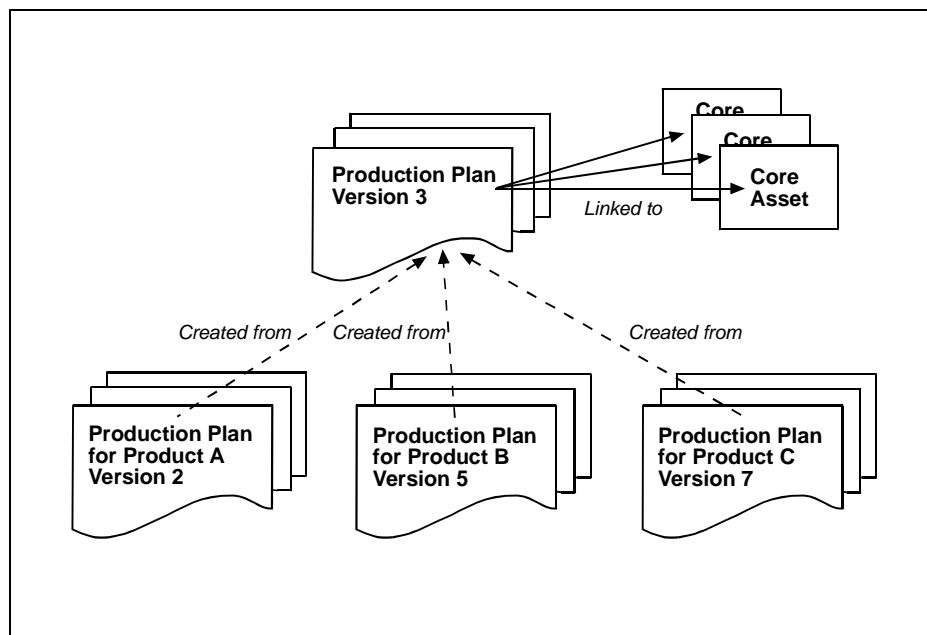 Core
Core
Production Plan
Version 3
Core
Asset
Linked to
Created from
Created from
Created from
Production Plan
for Product A
Version 2
Production Plan
for Product B
Version 5
Production Plan
for Product C
Version 7